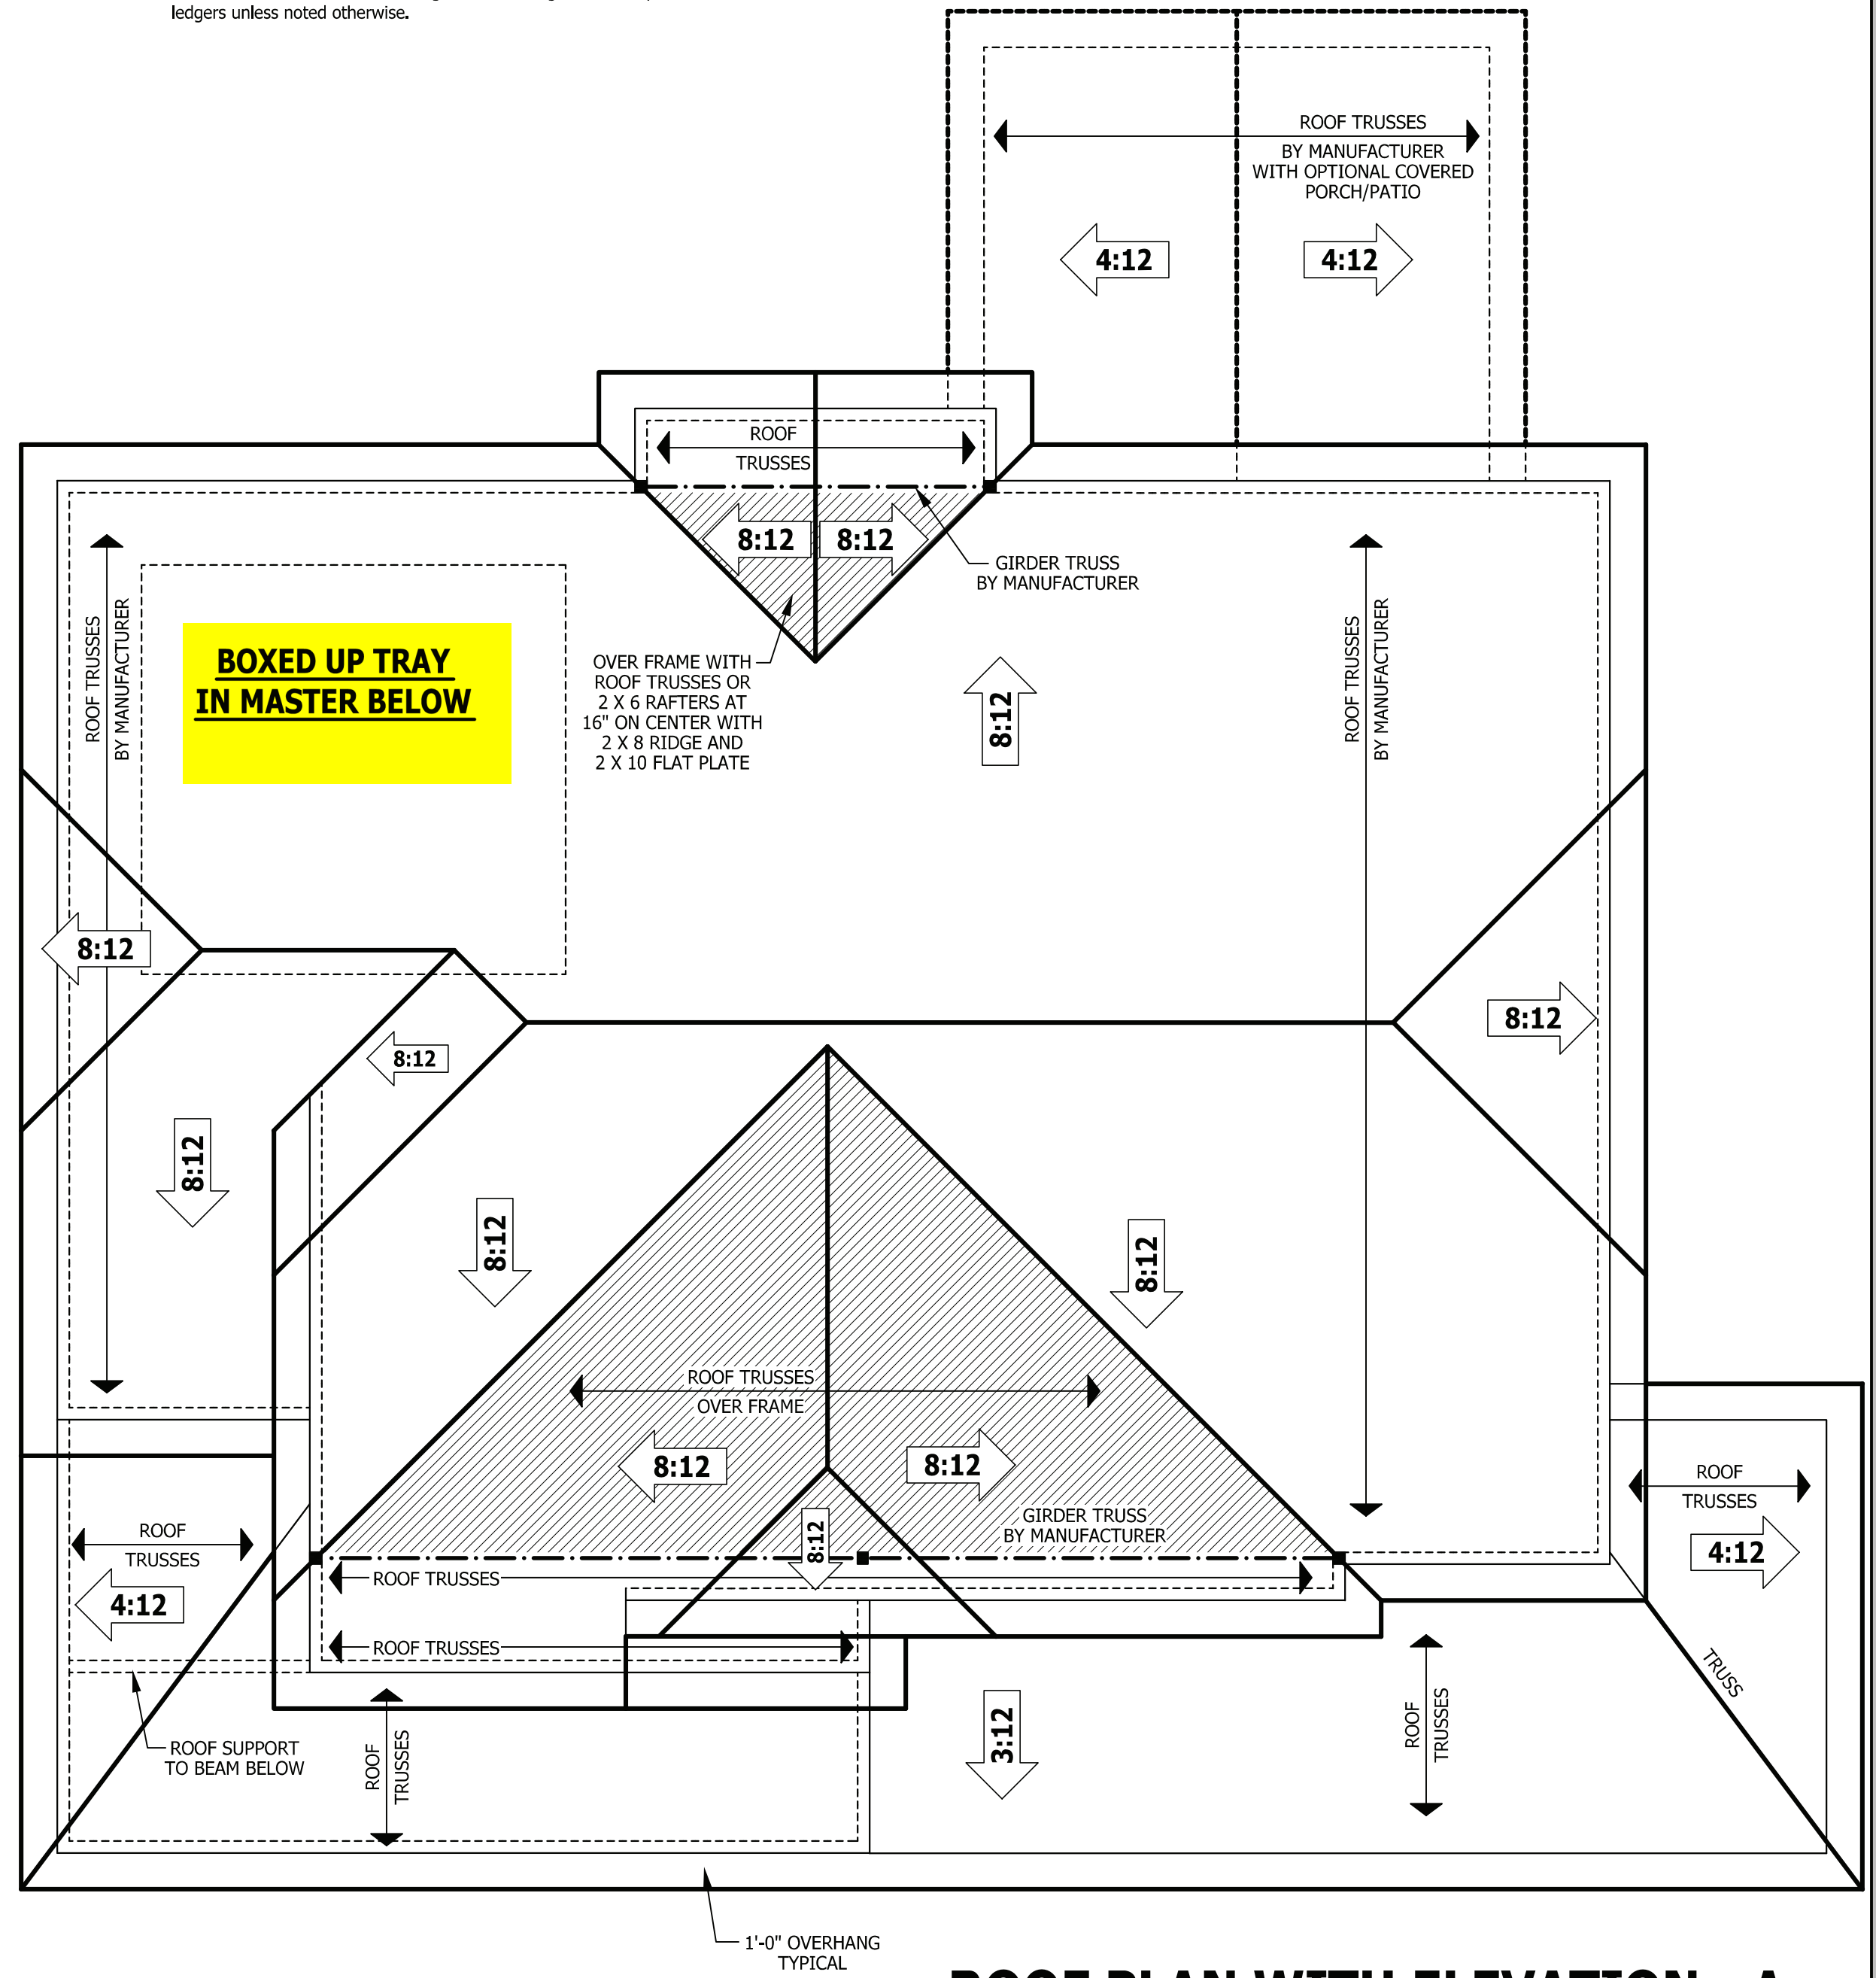 ledgers unless noted otherwise.
ROOF TRUSSES
BY MANUFACTURER
WITH OPTIONAL COVERED
PORCH/PATIO
4:12
4:12
ROOF
TRUSSES
8:12
8:12
GIRDER TRUSS
BY MANUFACTURER
ROOF TRUSSES
BY MANUFACTURER
BOXED UP TRAY
IN MASTER BELOW
OVER FRAME WITH
ROOF TRUSSES OR
2 X 6 RAFTERS AT
16" ON CENTER WITH
2 X 8 RIDGE AND
2 X 10 FLAT PLATE
8:12
ROOF TRUSSES
BY MANUFACTURER
8:12
8:12
8:12
8:12
8:12
8:12
ROOF TRUSSES
OVER FRAME
8:12
8:12
GIRDER TRUSS
BY MANUFACTURER
8:12
ROOF
TRUSSES
4:12
ROOF
TRUSSES
4:12
ROOF TRUSSES
ROOF TRUSSES
ROOF SUPPORT
TO BEAM BELOW
ROOF
TRUSSES
3:12
ROOF
TRUSSES
TRUSS
1'-0" OVERHANG
TYPICAL
ROOF PLAN WITH ELEVATION A